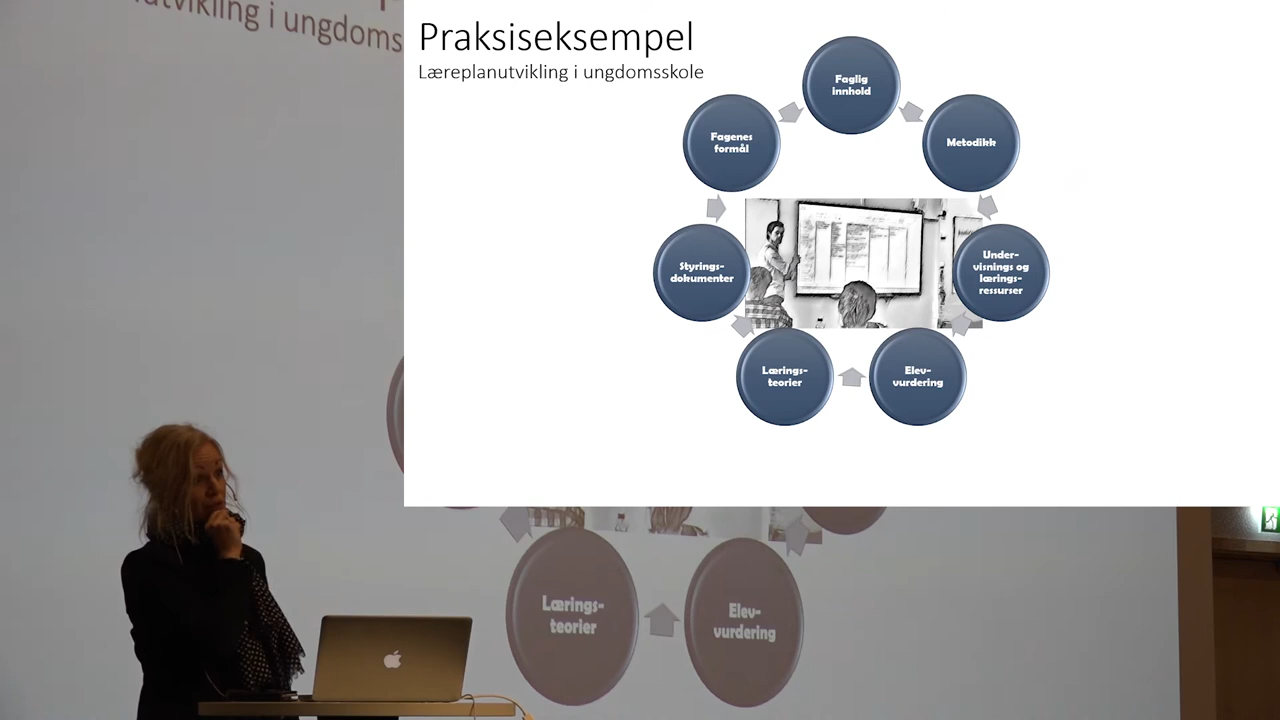 utvikling i ungdoms
Praksiseksempel
Læreplanutvikling i ungdomsskole
Faglig
innhold
Fagenes
formål
Metodikk
Styrings-
dokumenter
Under-
visnings og
lærings-
ressurser
Lærings-
teorier
Elev-
vurdering
Lærings-
teorier
Elev-
vurdering